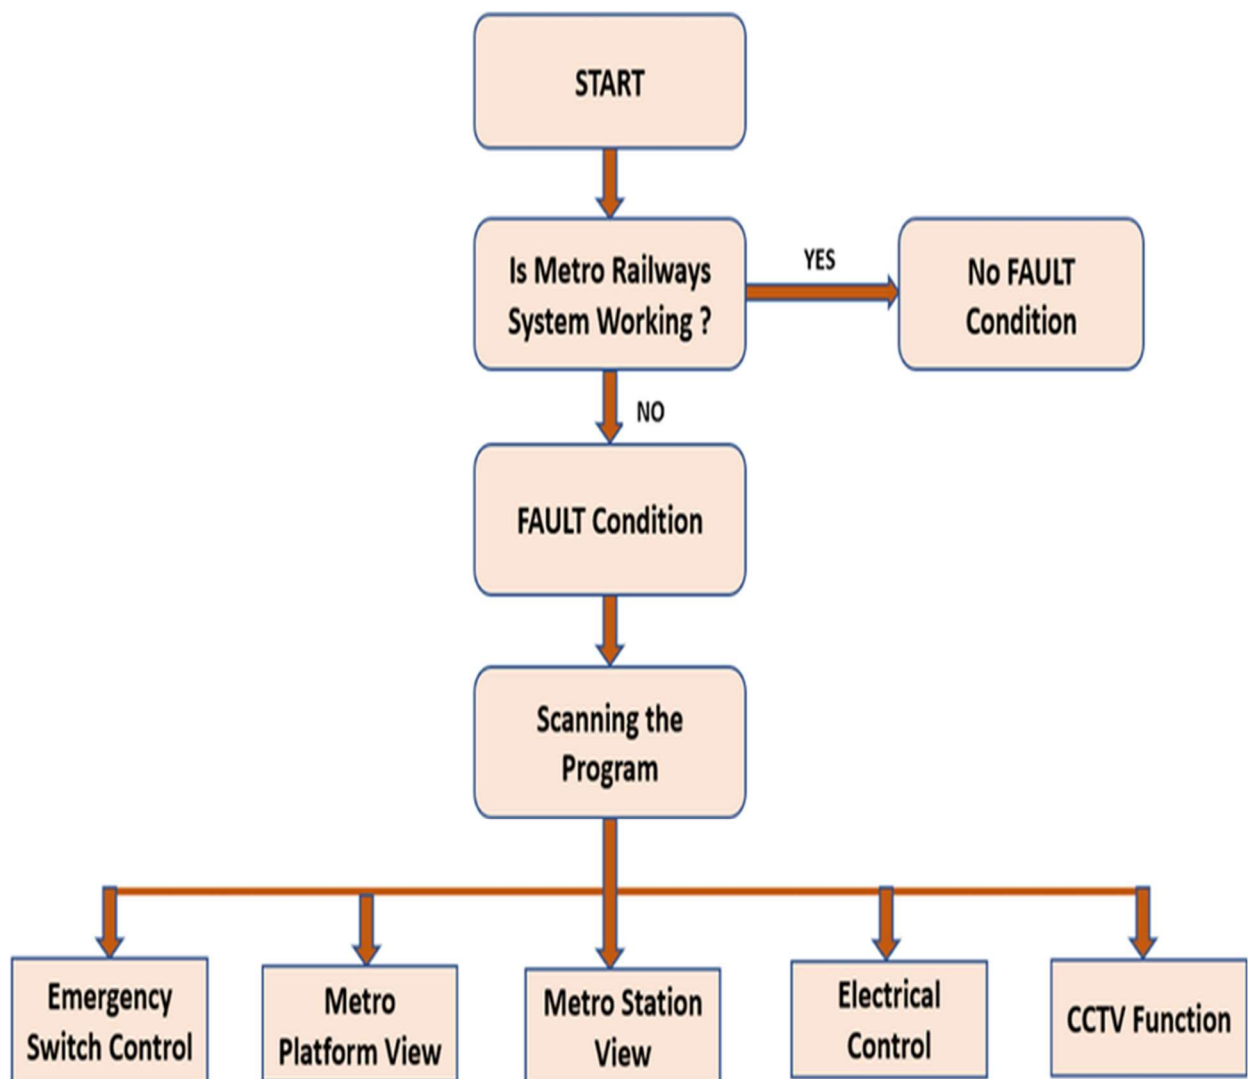 START
Is Metro Railways
System Working ?
YES
No FAULT
Condition
NO
FAULT Condition
Scanning the
Program
Emergency
Switch Control
Metro
Platform View
Metro Station
View
Electrical
Control
CCTV Function